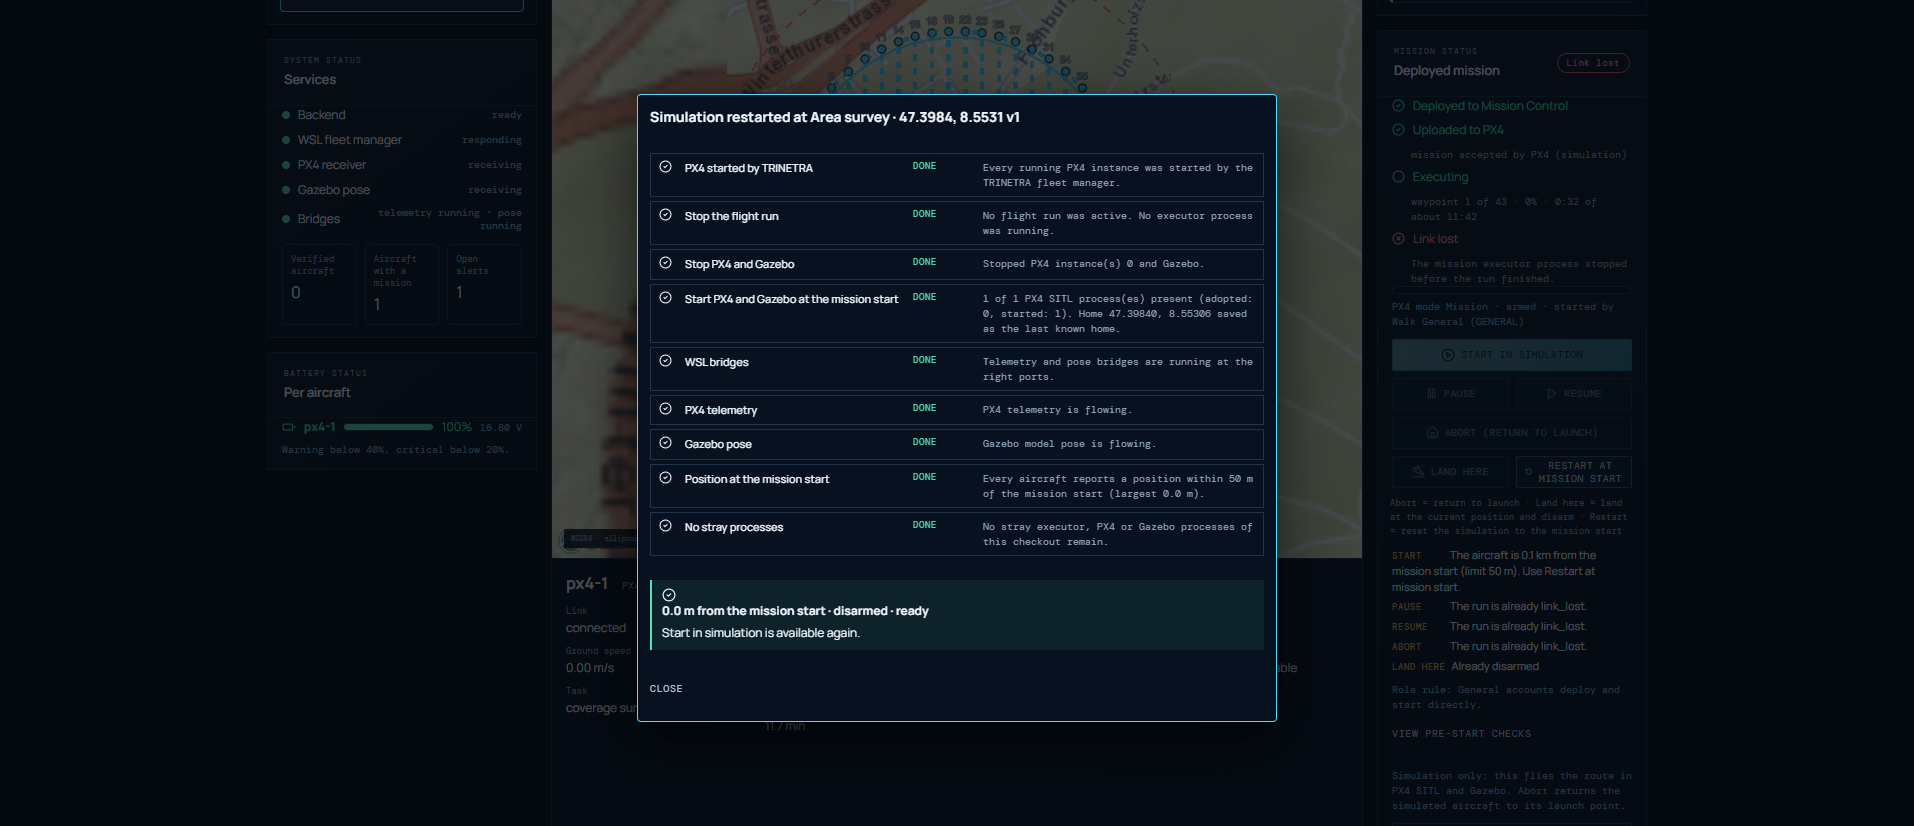 SYSTEM STATUS
Services
Backend ready
WSL fleet manager responding
PX4 receiver receiving
Gazebo pose receiving
Bridges telemetry running · pose
running
Verified
aircraft
0
Aircraft
with a
mission
1
Open
alerts
1
BATTERY STATUS
Per aircraft
px4-1 100% 16.80 V
Warning below 40%, critical below 20%.
Winterthurerstrass
Unterholzs
15 18 19 22 23 27
31
34
WGS84 · ellipso
px4-1 PX
Link
connected
Ground speed
0.00 m/s
Task
coverage sur
11.7 min
able
Simulation restarted at Area survey · 47.3984, 8.5531 v1
PX4 started by TRINETRA DONE Every running PX4 instance was started by the
TRINETRA fleet manager.
Stop the flight run DONE No flight run was active. No executor process
was running.
Stop PX4 and Gazebo DONE Stopped PX4 instance(s) 0 and Gazebo.
Start PX4 and Gazebo at the mission start DONE 1 of 1 PX4 SITL process(es) present (adopted:
0, started: 1). Home 47.39840, 8.55306 saved
as the last known home.
WSL bridges DONE Telemetry and pose bridges are running at the
right ports.
PX4 telemetry DONE PX4 telemetry is flowing.
Gazebo pose DONE Gazebo model pose is flowing.
Position at the mission start DONE Every aircraft reports a position within 50 m
of the mission start (largest 0.0 m).
No stray processes DONE No stray executor, PX4 or Gazebo processes of
this checkout remain.
0.0 m from the mission start · disarmed · ready
Start in simulation is available again.
CLOSE
MISSION STATUS
Deployed mission
Link lost
Deployed to Mission Control
Uploaded to PX4
mission accepted by PX4 (simulation)
Executing
waypoint 1 of 43 · 0% · 0:32 of
about 11:42
Link lost
The mission executor process stopped
before the run finished.
PX4 mode Mission · armed · started by
Walk General (GENERAL)
START IN SIMULATION
PAUSE
RESUME
ABORT (RETURN TO LAUNCH)
LAND HERE
RESTART AT
MISSION START
Abort = return to launch · Land here = land
at the current position and disarm · Restart
= reset the simulation to the mission start
START The aircraft is 0.1 km from the
mission start (limit 50 m). Use Restart at
mission start.
PAUSE The run is already link_lost.
RESUME The run is already link_lost.
ABORT The run is already link_lost.
LAND HERE Already disarmed
Role rule: General accounts deploy and
start directly.
VIEW PRE-START CHECKS
Simulation only: this flies the route in
PX4 SITL and Gazebo. Abort returns the
simulated aircraft to its launch point.